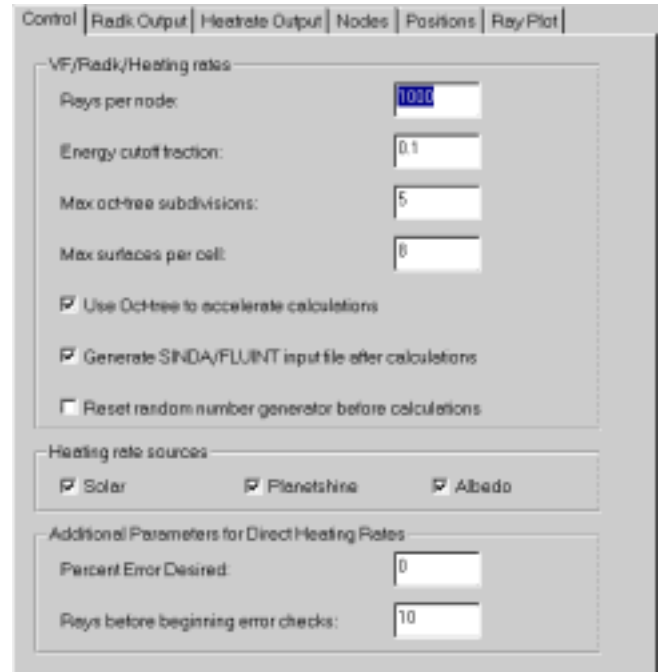 Control Radk Output Heatrate Output Nodes Positions Ray Plot
VF/Radk/Heating rates
Rays per node: 1000
Energy cutoff fraction: 0.1
Max oct-tree subdivisions: 5
Max surfaces per cell: 8
Use Oct-tree to accelerate calculations
Generate SINDA/FLUINT input file after calculations
Reset random number generator before calculations
Heating rate sources
Solar Planetshine Albedo
Additional Parameters for Direct Heating Rates
Percent Error Desired: 0
Rays before beginning error checks: 10